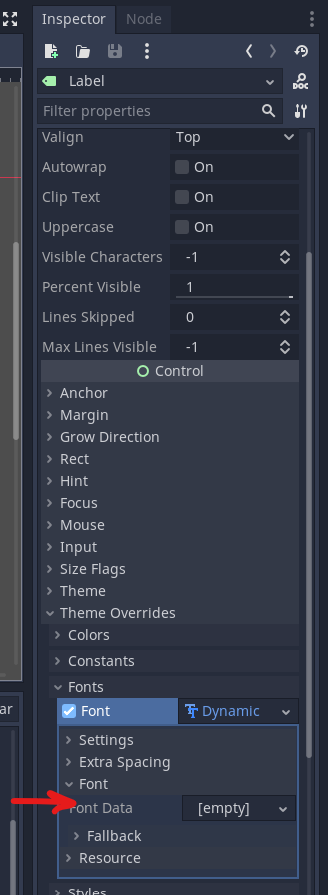 Inspector
Node
Label
DOC
Filter properties
Valign Top
Autowrap On
Clip Text On
Uppercase On
Visible Characters -1
Percent Visible 1
Lines Skipped 0
Max Lines Visible -1
Control
Anchor
Margin
Grow Direction
Rect
Hint
Focus
Mouse
Input
Size Flags
Theme
Theme Overrides
Colors
Constants
Fonts
ar
Font Dynamic
Settings
Extra Spacing
Font
Font Data [empty]
Fallback
Resource
Styles